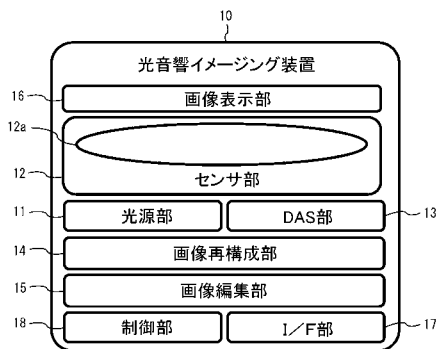 10
光音響イメージング装置
16
画像表示部
12a
12
センサ部
11
光源部
DAS部
13
14
画像再構成部
15
画像編集部
18
制御部
I/F部
17